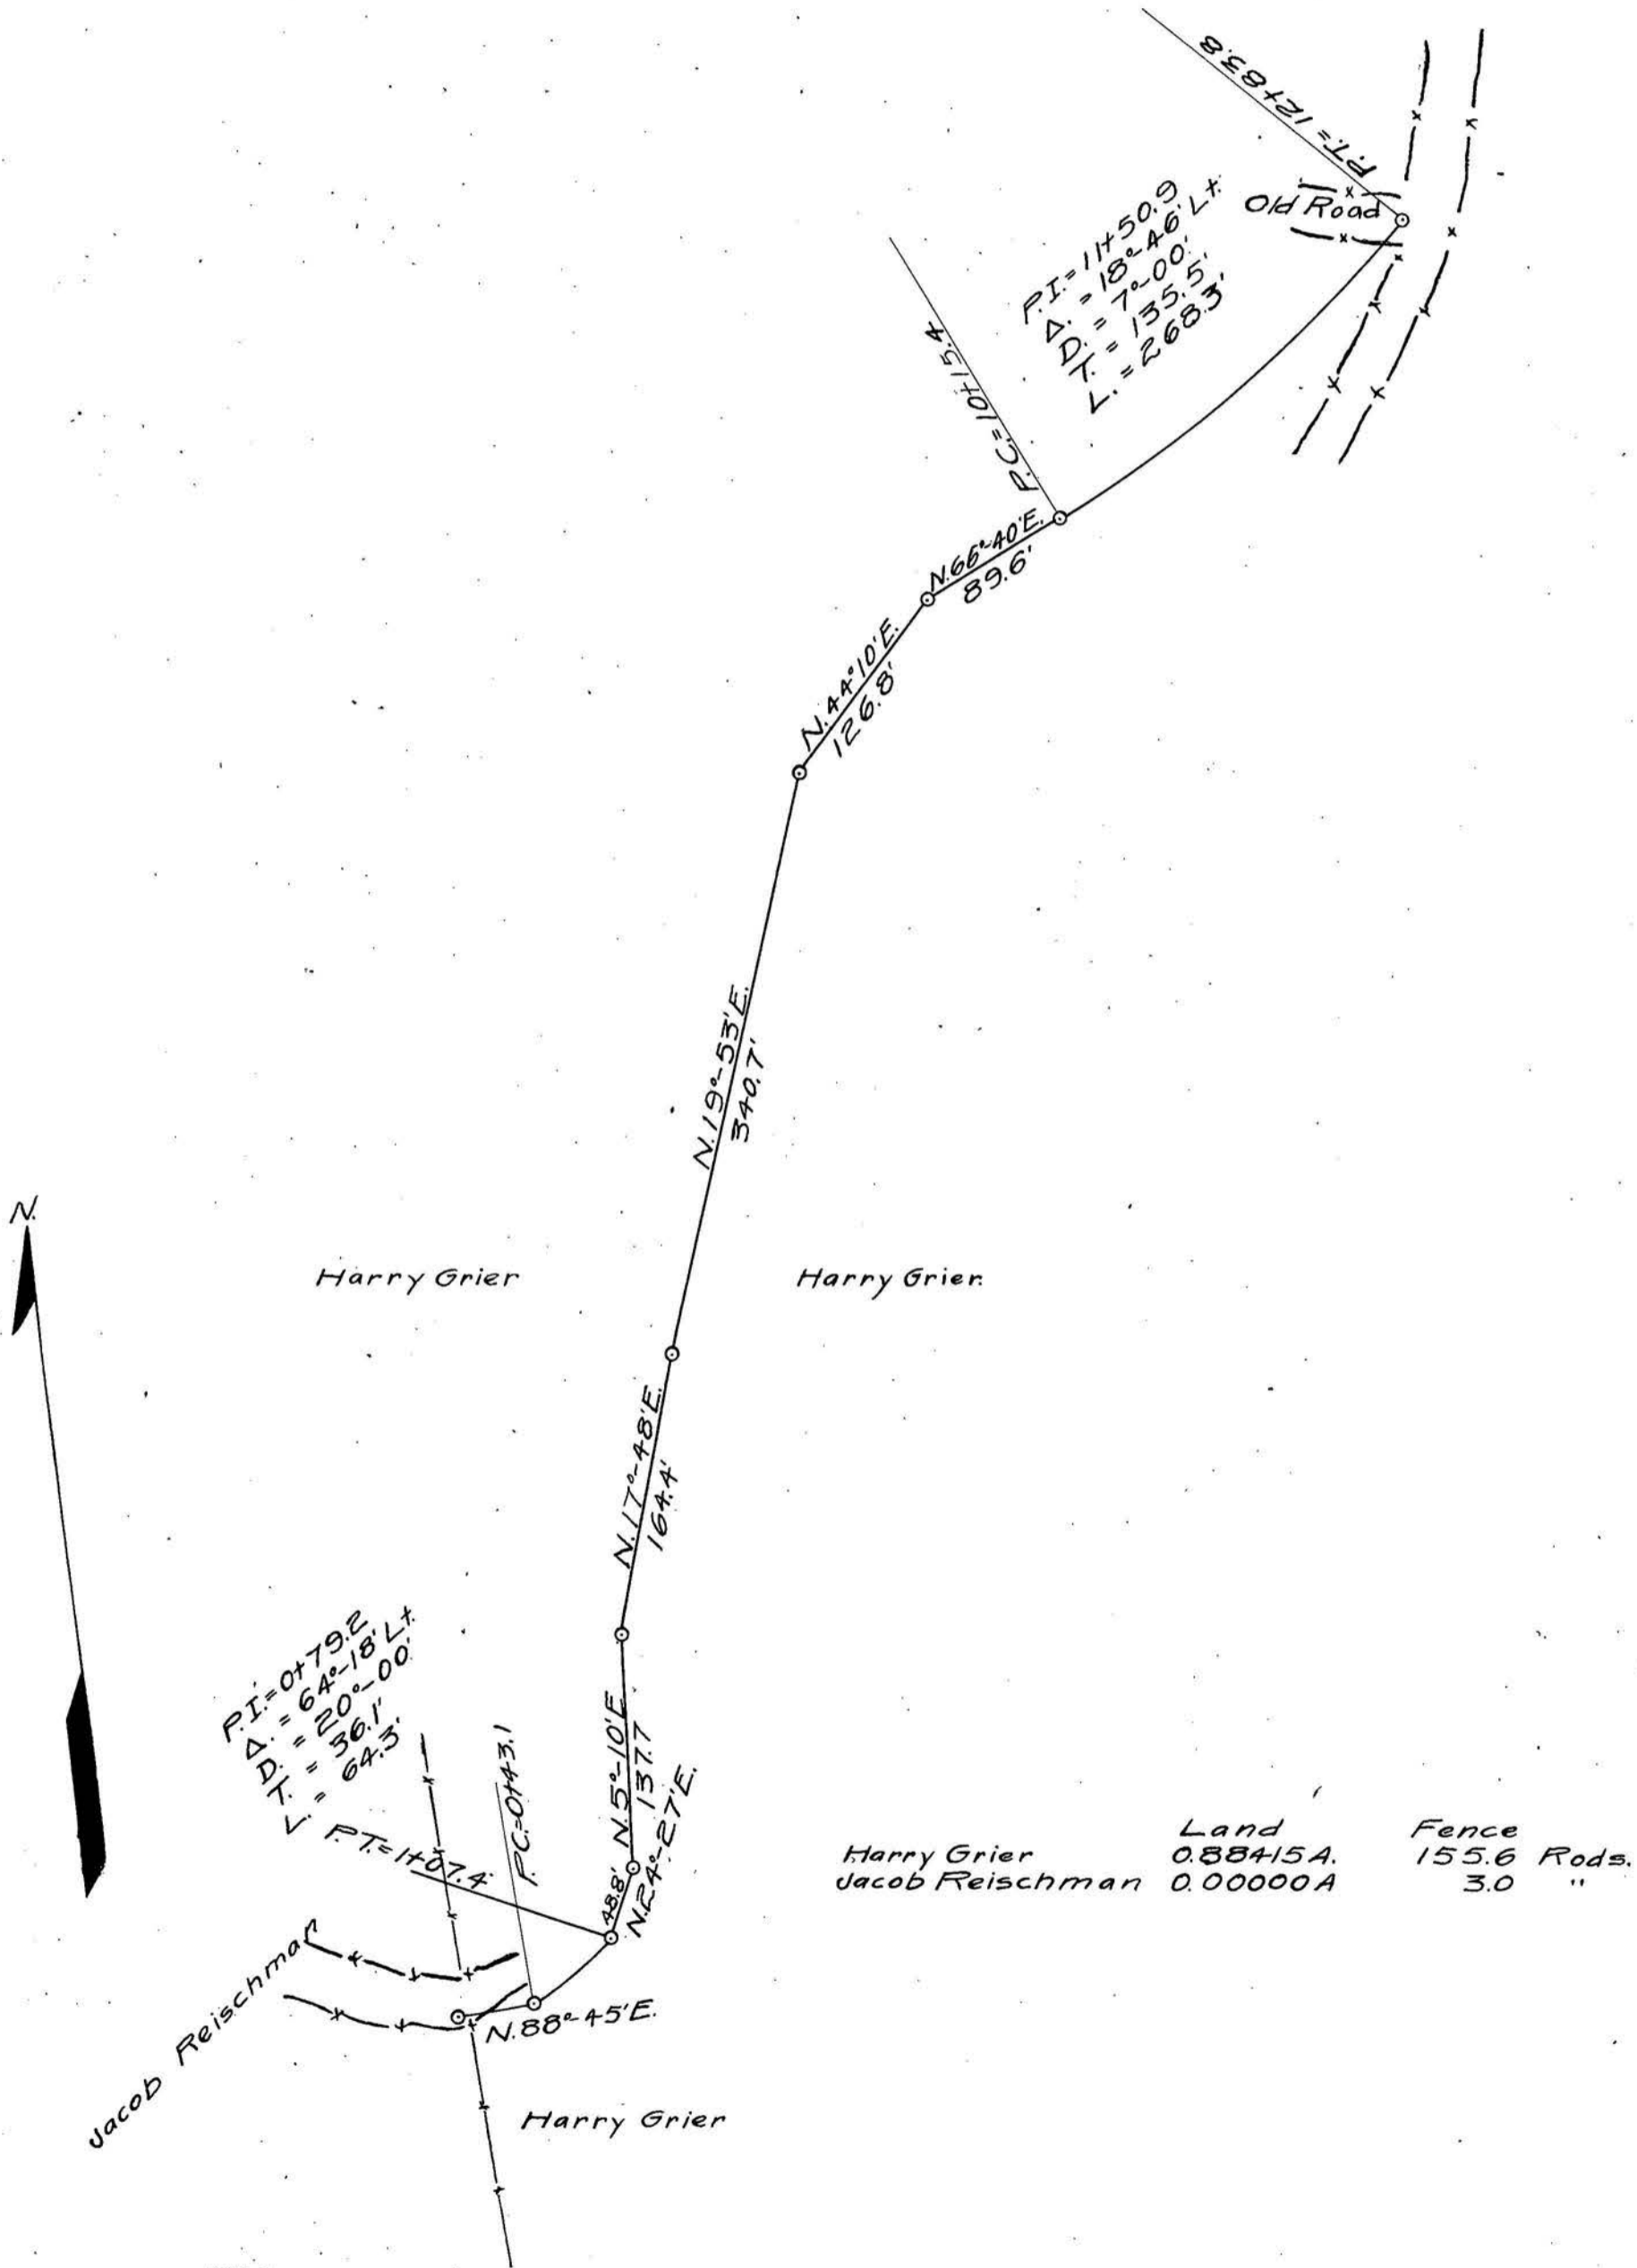 P.T.=12+83.8
Old Road
P.I.=11+50.9
Δ.=18°-46' Lt.
D.=7°-00'
T.=135.5'
L.=268.3'
P.C.=10+15.4
N.66°-40'E.
89.6'
N.44°10'E.
126.8'
N.19°-53'E.
340.7'
N.
Harry Grier
Harry Grier.
N.17°-48'E.
164.4'
P.I.=0+79.2
Δ.=64°-18' Lt.
D.=20°-00'
T.=36.1'
L.=64.3'
P.T.=1+07.4
P.C.=0+43.1
N.5°-10'E
137.7
48.8'
N.24°-27'E.
Land Fence
Harry Grier 0.88415A. 155.6 Rods.
Jacob Reischman 0.00000A 3.0 "
Jacob Reischman
N.88°-45'E.
Harry Grier